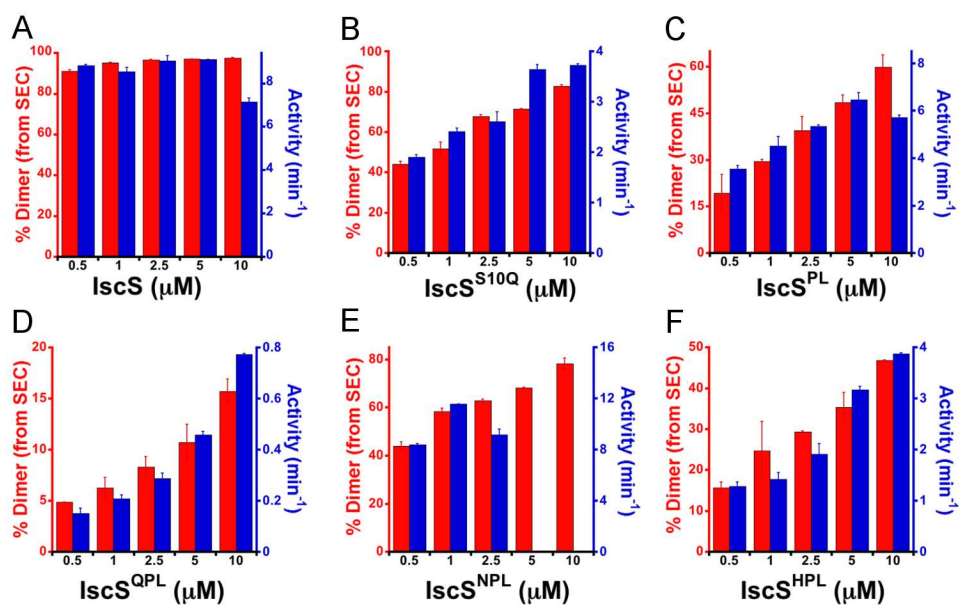 A
% Dimer (from SEC)
100
80
60
40
20
0
8
6
4
2
0
Activity (min-1)
0.5 1 2.5 5 10
IscS (μM)
B
% Dimer (from SEC)
100
80
60
40
20
0
4
3
2
1
0
Activity (min-1)
0.5 1 2.5 5 10
IscSS10Q (μM)
C
% Dimer (from SEC)
60
45
30
15
0
8
6
4
2
0
Activity (min-1)
0.5 1 2.5 5 10
IscSPL (μM)
D
% Dimer (from SEC)
20
15
10
5
0
0.8
0.6
0.4
0.2
0
Activity (min-1)
0.5 1 2.5 5 10
IscSQPL (μM)
E
% Dimer (from SEC)
80
60
40
20
0
16
12
8
4
0
Activity (min-1)
0.5 1 2.5 5 10
IscSNPL (μM)
F
% Dimer (from SEC)
50
40
30
20
10
0
4
3
2
1
0
Activity (min-1)
0.5 1 2.5 5 10
IscSHPL (μM)